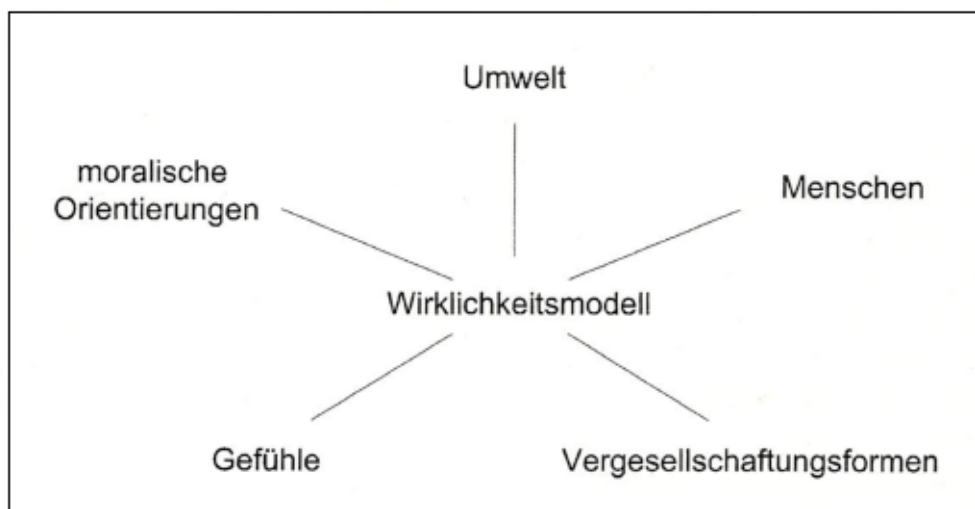 Umwelt
moralische
Orientierungen
Menschen
Wirklichkeitsmodell
Gefühle
Vergesellschaftungsformen